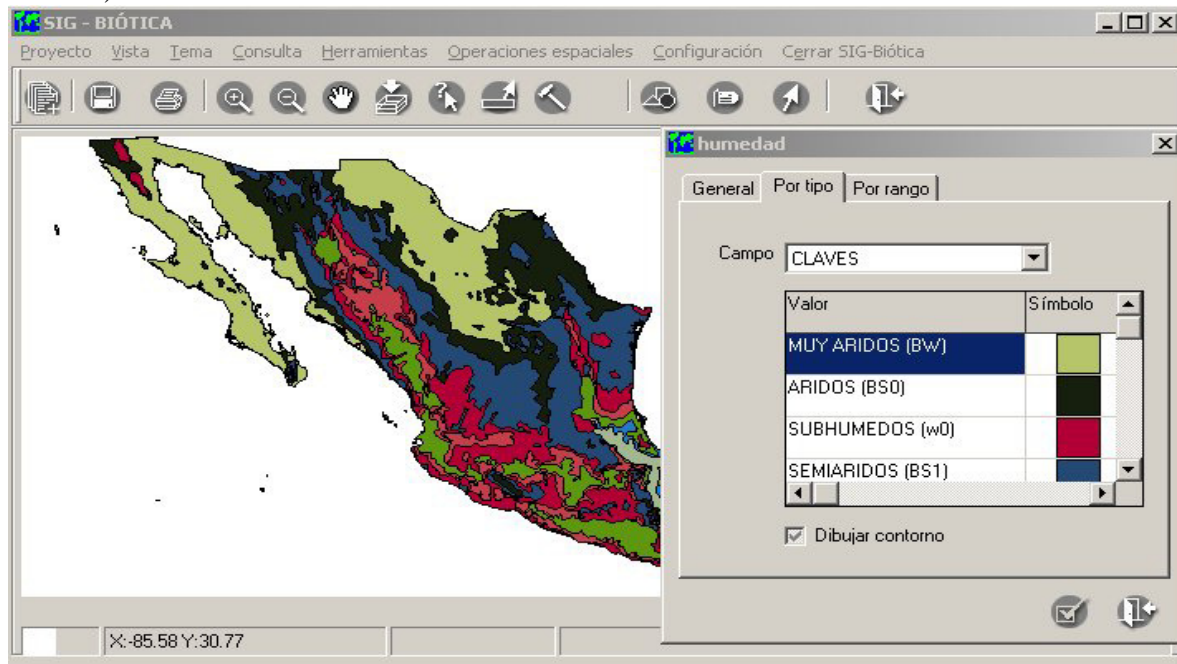 SIG - BIÓTICA
Proyecto Vista Tema Consulta Herramientas Operaciones espaciales Configuración Cerrar SIG-Biótica
humedad
General Por tipo Por rango
Campo CLAVES
Valor Símbolo
MUY ARIDOS (BW)
ARIDOS (BS0)
SUBHUMEDOS (w0)
SEMIARIDOS (BS1)
Dibujar contorno
X:-85.58 Y:30.77